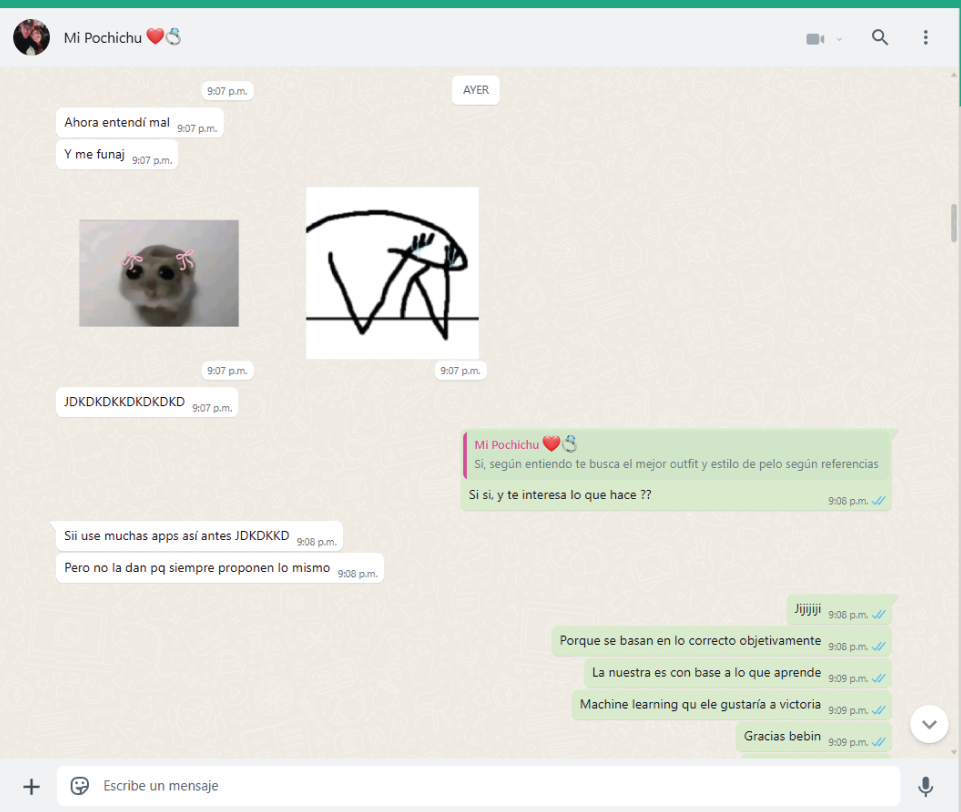 Mi Pochichu ❤️💍
9:07 p.m.
AYER
Ahora entendí mal 9:07 p.m.
Y me funaj 9:07 p.m.
9:07 p.m.
9:07 p.m.
JDKDKDKKDKDKDKD 9:07 p.m.
Mi Pochichu ❤️💍
Si, según entiendo te busca el mejor outfit y estilo de pelo según referencias
Si si, y te interesa lo que hace ??
9:08 p.m.
Sii use muchas apps así antes JDKDKKD 9:08 p.m.
Pero no la dan pq siempre proponen lo mismo 9:08 p.m.
Jijijiji 9:08 p.m.
Porque se basan en lo correcto objetivamente 9:08 p.m.
La nuestra es con base a lo que aprende 9:09 p.m.
Machine learning qu ele gustaría a victoria 9:09 p.m.
Gracias bebin 9:09 p.m.
Escribe un mensaje